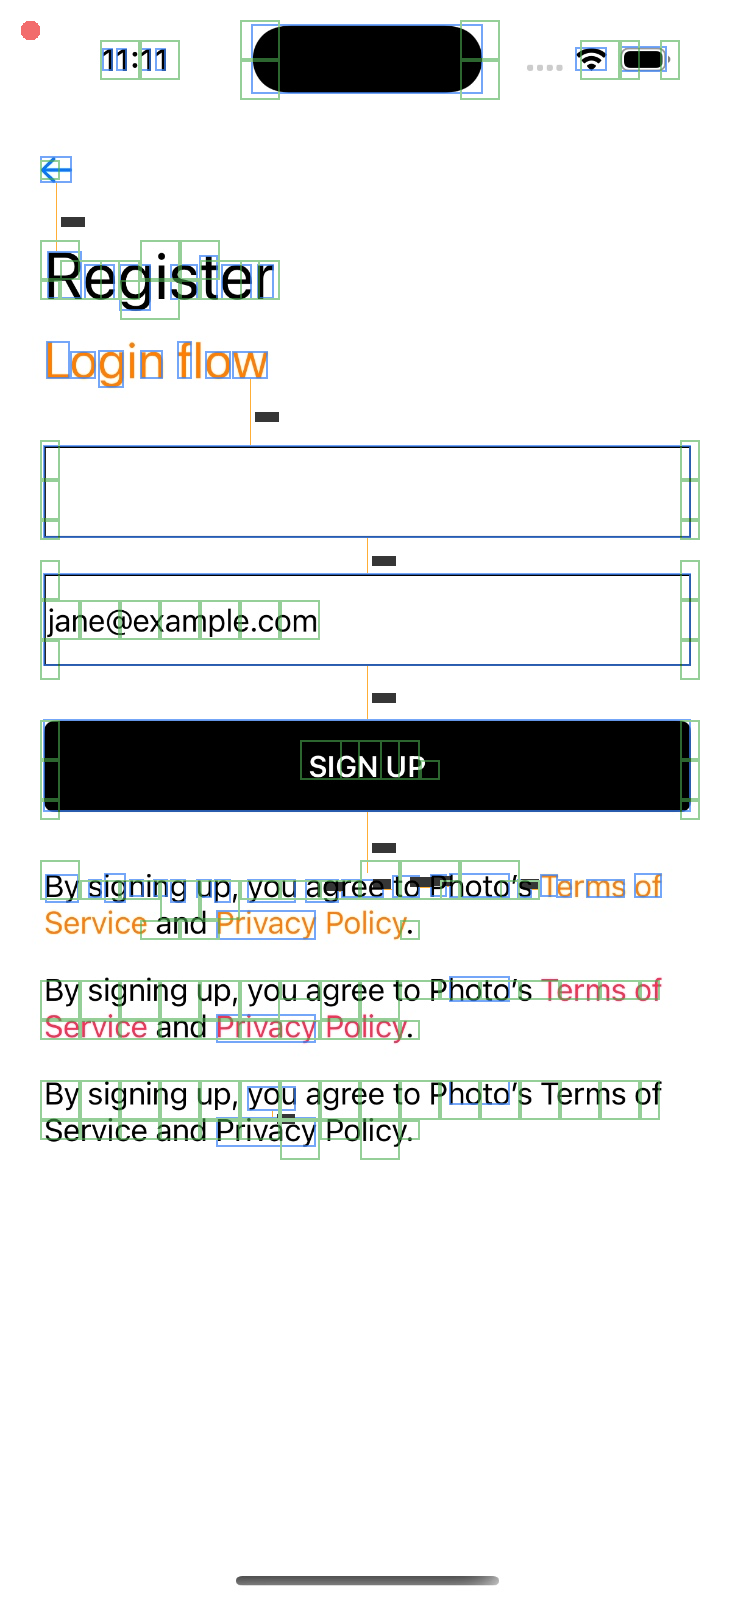 11:11
Register
Login flow
jane@example.com
SIGN UP
By signing up, you agree to Photo’s Terms of
Service and Privacy Policy.
By signing up, you agree to Photo’s Terms of
Service and Privacy Policy.
By signing up, you agree to Photo’s Terms of
Service and Privacy Policy.